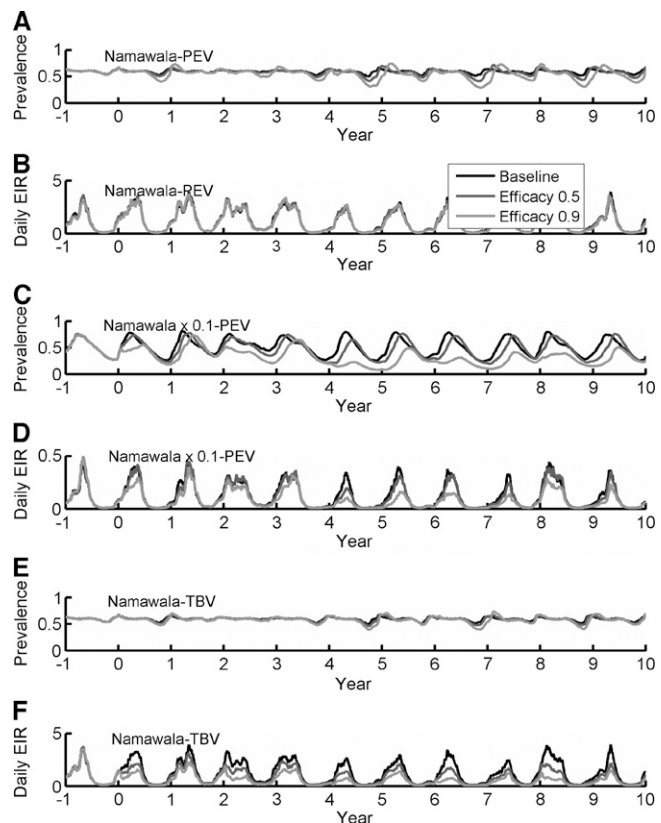 A
Prevalence
1
0.5
0
Namawala-PEV
-1 0 1 2 3 4 5 6 7 8 9 10
Year
B
Daily EIR
5
0
Namawala-PEV
Baseline
Efficacy 0.5
Efficacy 0.9
-1 0 1 2 3 4 5 6 7 8 9 10
Year
C
Prevalence
1
0.5
0
Namawala x 0.1-PEV
-1 0 1 2 3 4 5 6 7 8 9 10
Year
D
Daily EIR
0.5
0
Namawala x 0.1-PEV
-1 0 1 2 3 4 5 6 7 8 9 10
Year
E
Prevalence
1
0.5
0
Namawala-TBV
-1 0 1 2 3 4 5 6 7 8 9 10
Year
F
Daily EIR
5
0
Namawala-TBV
-1 0 1 2 3 4 5 6 7 8 9 10
Year